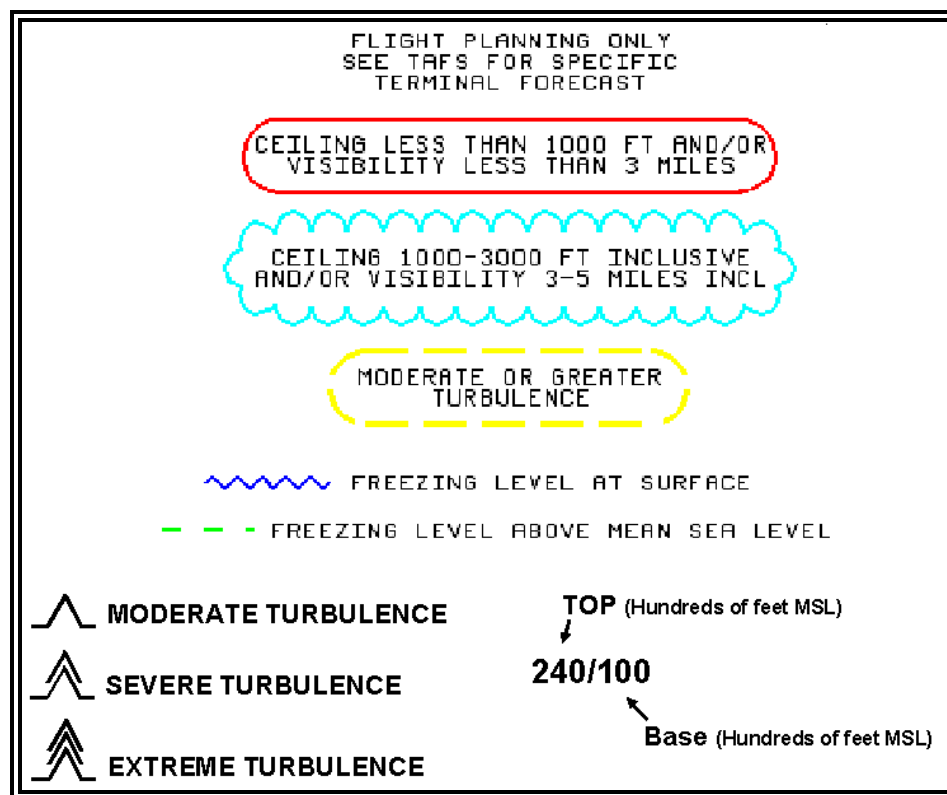 FLIGHT PLANNING ONLY
SEE TAFS FOR SPECIFIC
TERMINAL FORECAST
CEILING LESS THAN 1000 FT AND/OR
VISIBILITY LESS THAN 3 MILES
CEILING 1000-3000 FT INCLUSIVE
AND/OR VISIBILITY 3-5 MILES INCL
MODERATE OR GREATER
TURBULENCE
FREEZING LEVEL AT SURFACE
FREEZING LEVEL ABOVE MEAN SEA LEVEL
MODERATE TURBULENCE
SEVERE TURBULENCE
EXTREME TURBULENCE
TOP (Hundreds of feet MSL)
240/100
Base (Hundreds of feet MSL)